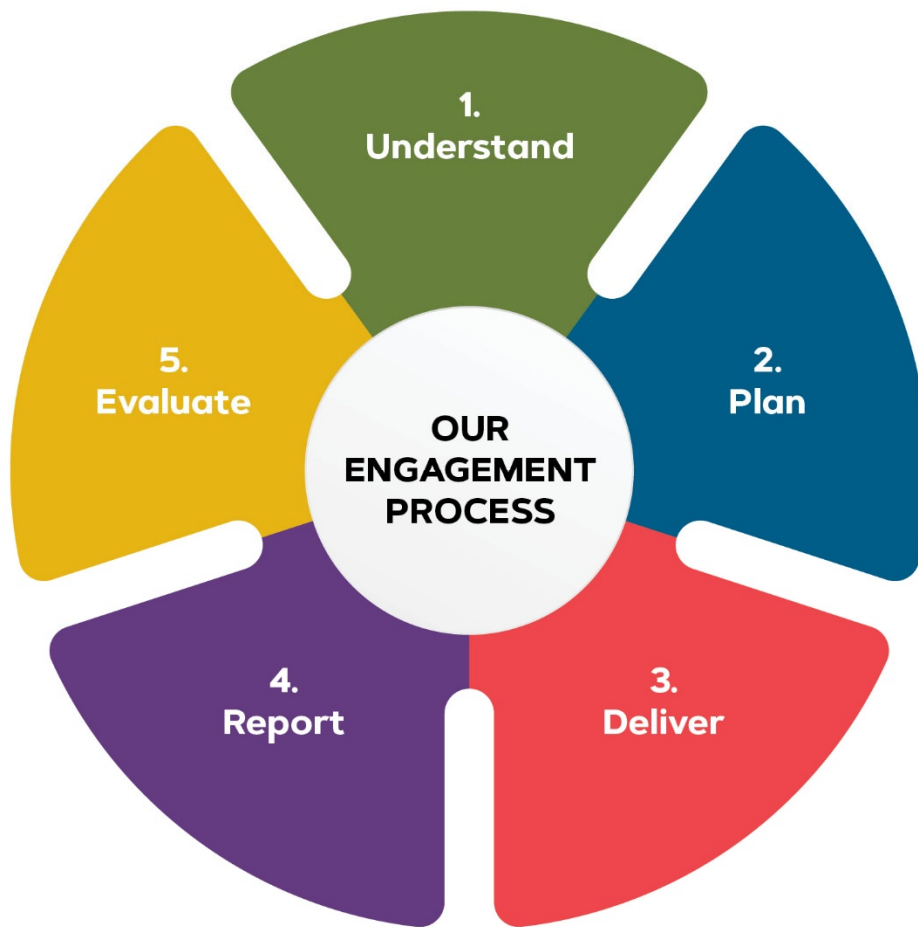 1.
Understand
2.
Plan
3.
Deliver
4.
Report
5.
Evaluate
OUR
ENGAGEMENT
PROCESS